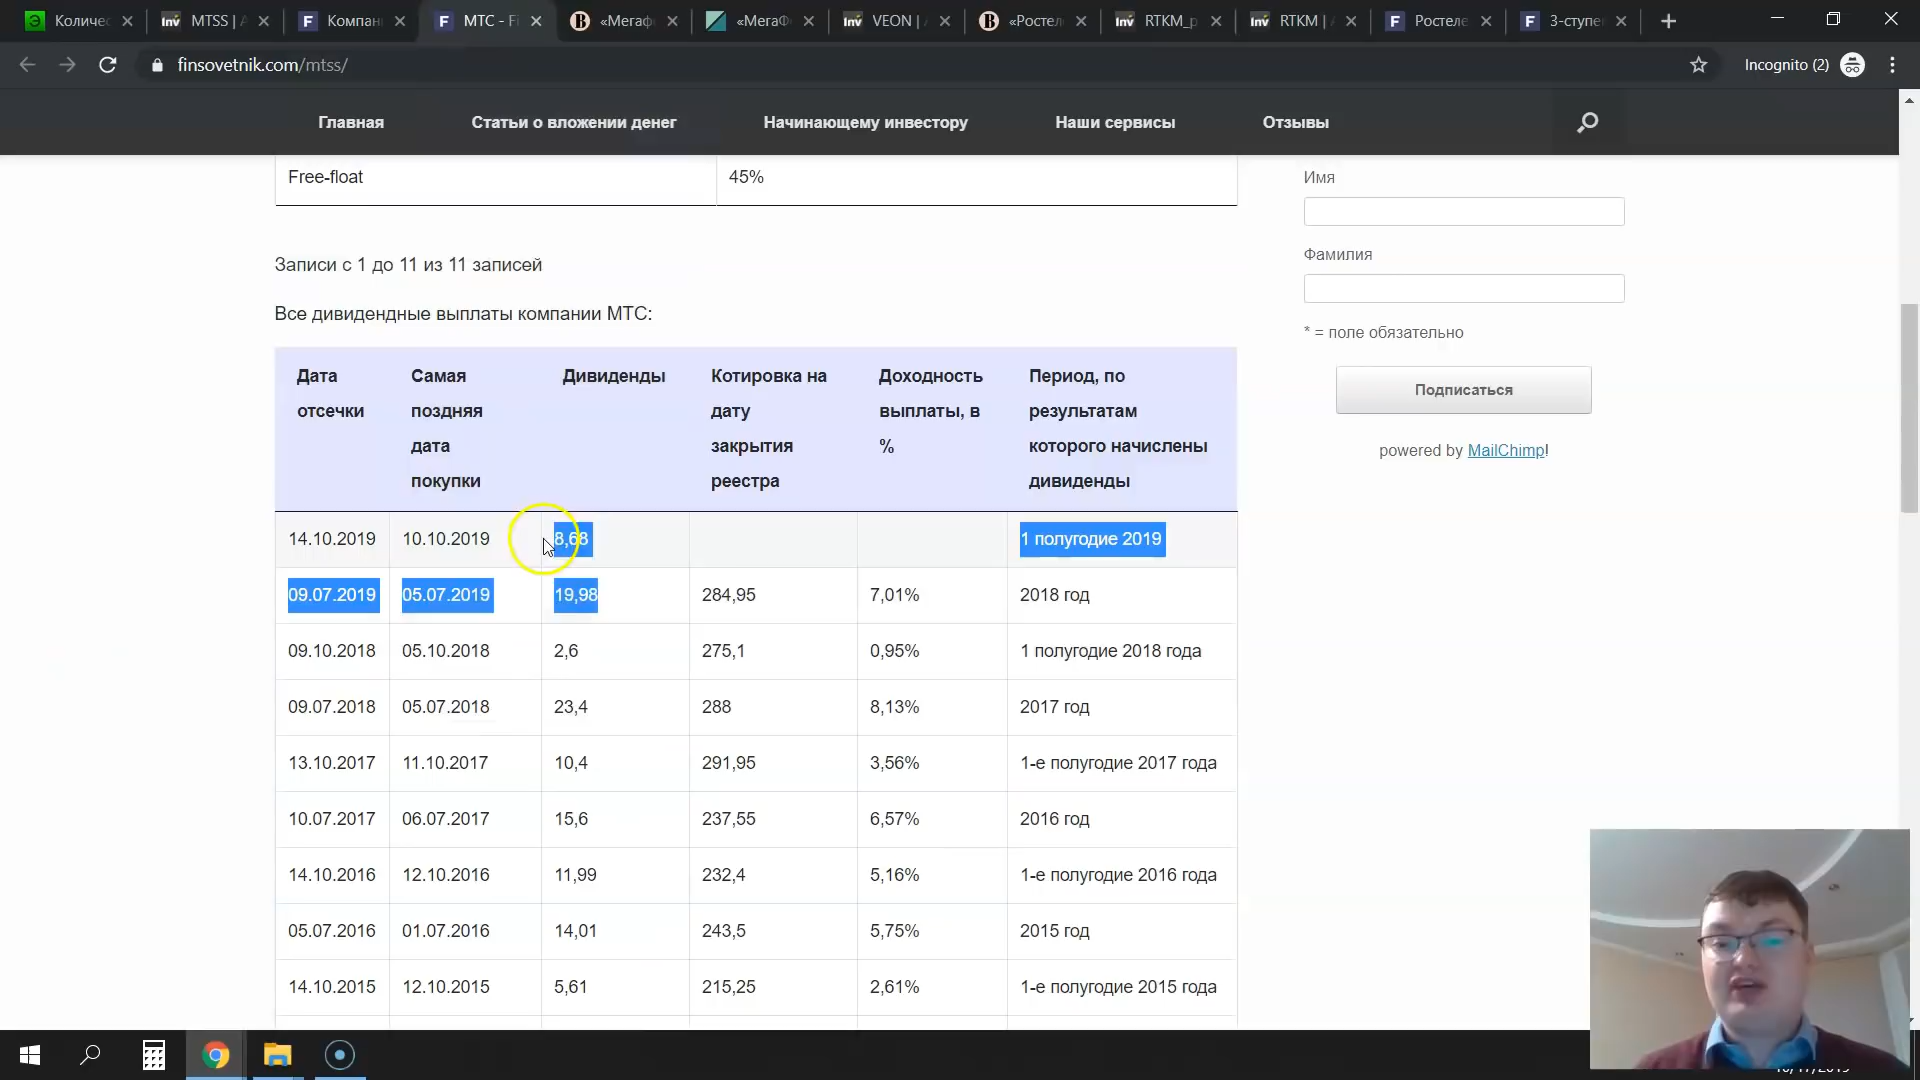 Количес
MTSS | А
Компан
МТС - Fi
«Мегаф
«МегаФ
VEON | А
«Ростел
RTKM_p
RTKM | А
Ростеле
3-ступен
finsovetnik.com/mtss/
Incognito (2)
Главная
Статьи о вложении денег
Начинающему инвестору
Наши сервисы
Отзывы
Free-float 45%
Записи с 1 до 11 из 11 записей
Все дивидендные выплаты компании МТС:
Дата отсечки
Самая поздняя дата покупки
Дивиденды
Котировка на дату закрытия реестра
Доходность выплаты, в %
Период, по результатам которого начислены дивиденды
14.10.2019 10.10.2019 8,68 1 полугодие 2019
09.07.2019 05.07.2019 19,98 284,95 7,01% 2018 год
09.10.2018 05.10.2018 2,6 275,1 0,95% 1 полугодие 2018 года
09.07.2018 05.07.2018 23,4 288 8,13% 2017 год
13.10.2017 11.10.2017 10,4 291,95 3,56% 1-е полугодие 2017 года
10.07.2017 06.07.2017 15,6 237,55 6,57% 2016 год
14.10.2016 12.10.2016 11,99 232,4 5,16% 1-е полугодие 2016 года
05.07.2016 01.07.2016 14,01 243,5 5,75% 2015 год
14.10.2015 12.10.2015 5,61 215,25 2,61% 1-е полугодие 2015 года
Имя
Фамилия
* = поле обязательно
Подписаться
powered by MailChimp!